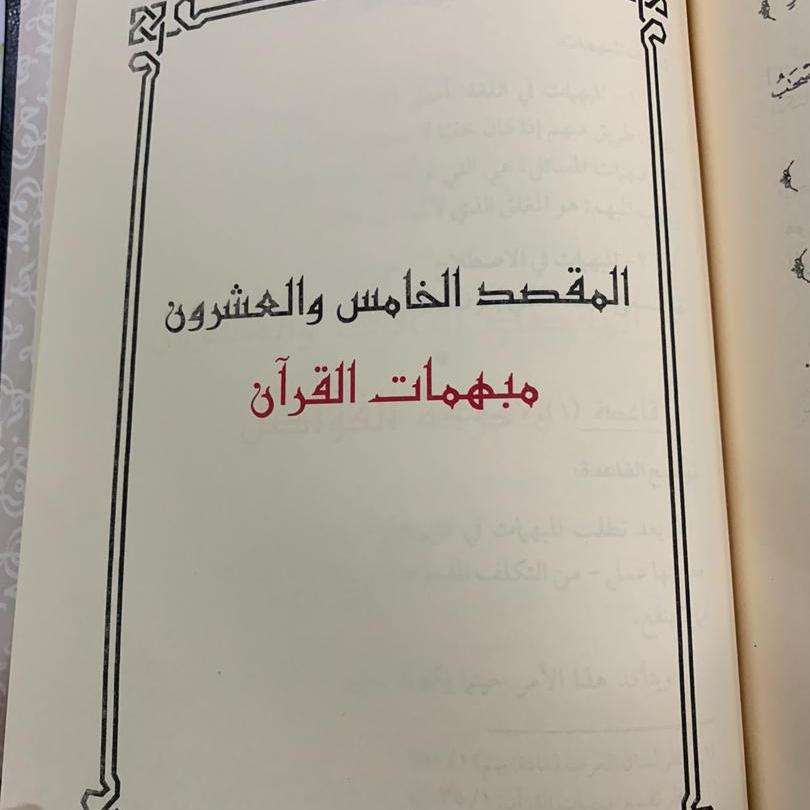 المقصد الخامس والعشرون
مبهمات القرآن